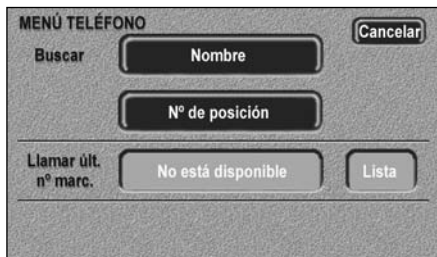 MENÚ TELÉFONO
Cancelar
Buscar
Nombre
Nº de posición
Llamar últ.
nº marc.
No está disponible
Lista